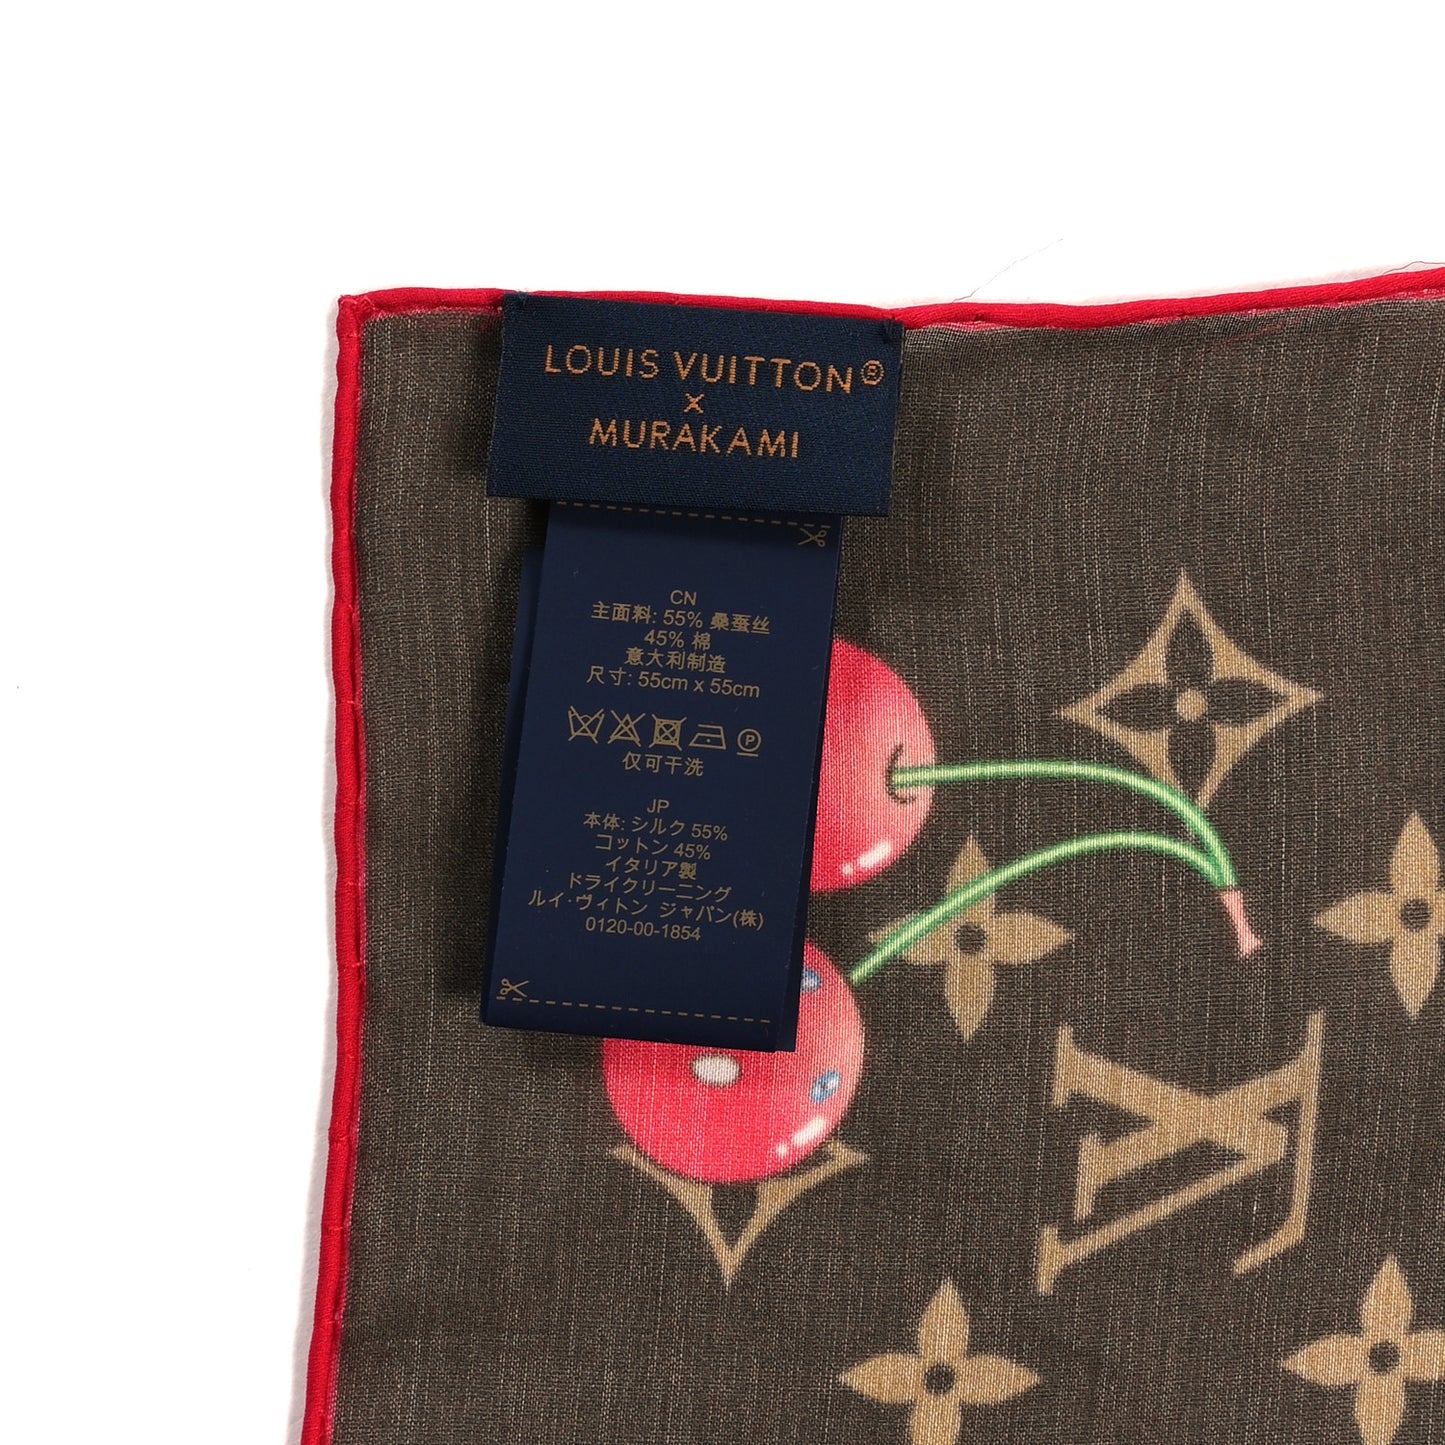 LOUIS VUITTON®
x
MURAKAMI
CN
主面料: 55% 桑蚕丝
45% 棉
意大利制造
尺寸: 55cm x 55cm
P
仅可干洗
JP
本体: シルク 55%
コットン 45%
イタリア製
ドライクリーニング
ルイ･ヴィトン ジャパン(株)
0120-00-1854
LV